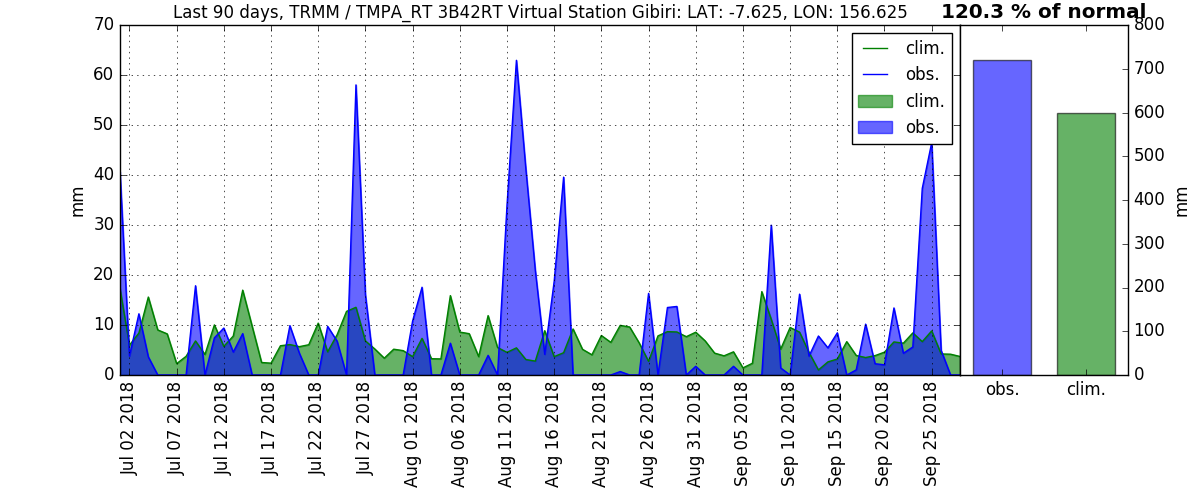 Last 90 days, TRMM / TMPA_RT 3B42RT Virtual Station Gibiri: LAT: -7.625, LON: 156.625
120.3 % of normal
70
60
50
40
30
20
10
0
mm
clim.
obs.
clim.
obs.
800
700
600
500
400
300
200
100
0
mm
obs.
clim.
Jul 02 2018
Jul 07 2018
Jul 12 2018
Jul 17 2018
Jul 22 2018
Jul 27 2018
Aug 01 2018
Aug 06 2018
Aug 11 2018
Aug 16 2018
Aug 21 2018
Aug 26 2018
Aug 31 2018
Sep 05 2018
Sep 10 2018
Sep 15 2018
Sep 20 2018
Sep 25 2018